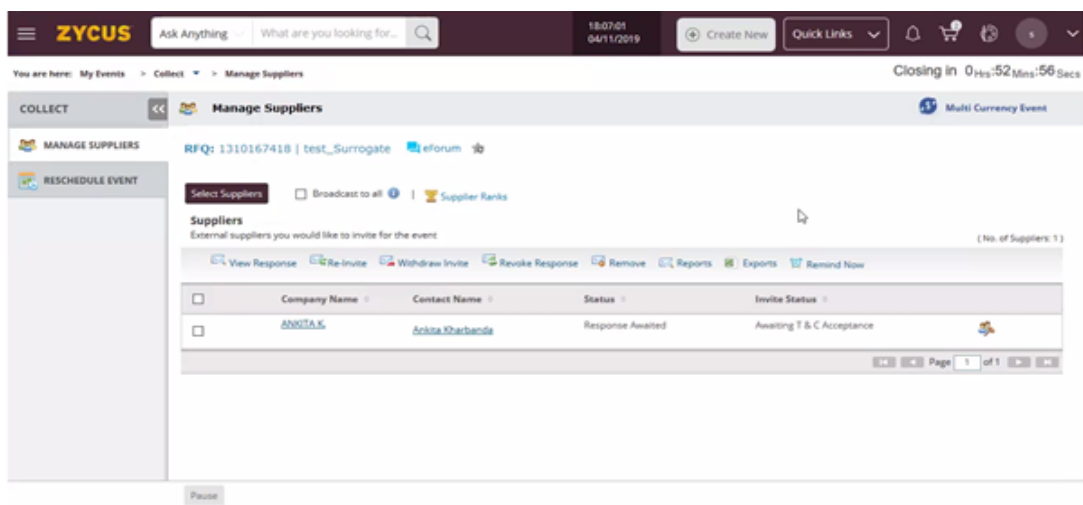 ZYCUS
Ask Anything
What are you looking for...
18:07:01
04/11/2019
Create New
Quick Links
s
You are here: My Events > Collect > Manage Suppliers
Closing in 0Hrs:52Mins:56Secs
COLLECT
<<
Manage Suppliers
Multi Currency Event
MANAGE SUPPLIERS
RFQ: 1310167418 | test_Surrogate
eForum
RESCHEDULE EVENT
Select Suppliers
Broadcast to all
| Supplier Ranks
Suppliers
External suppliers you would like to invite for the event
( No. of Suppliers: 1 )
View Response Re-Invite Withdraw Invite Revoke Response Remove Reports Exports Remind Now
Company Name Contact Name Status Invite Status
ANKITA K. Ankita Kharbanda Response Awaited Awaiting T & C Acceptance
Page 1 of 1
Pause